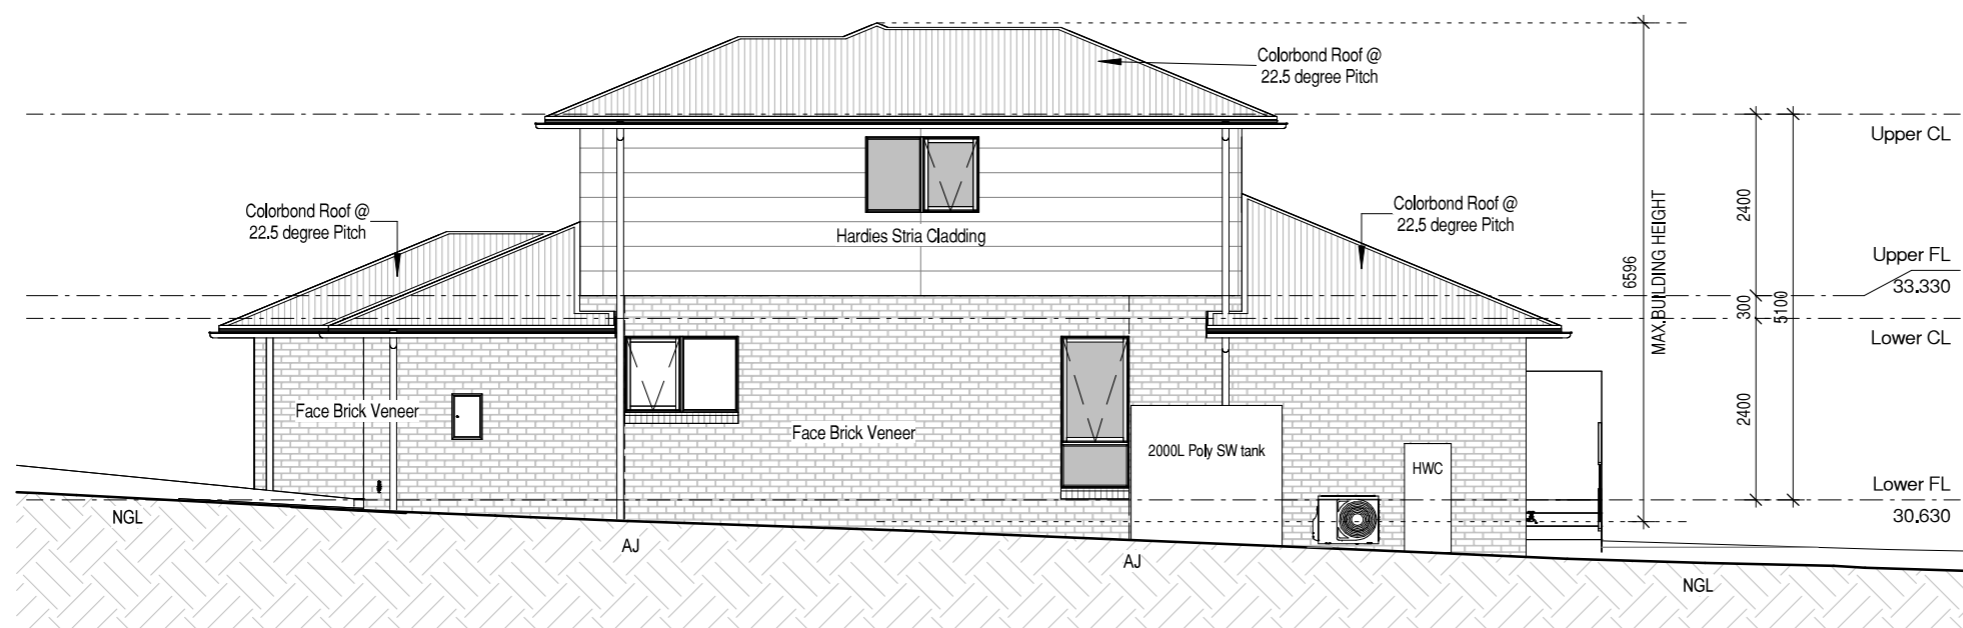 Colorbond Roof @
22.5 degree Pitch
Upper CL
Colorbond Roof @
22.5 degree Pitch
Hardies Stria Cladding
Colorbond Roof @
22.5 degree Pitch
6596
MAX.BUILDING HEIGHT
2400
300
2400
5100
Upper FL
33.330
Lower CL
Face Brick Veneer
Face Brick Veneer
2000L Poly SW tank
HWC
Lower FL
30.630
NGL
AJ
AJ
NGL